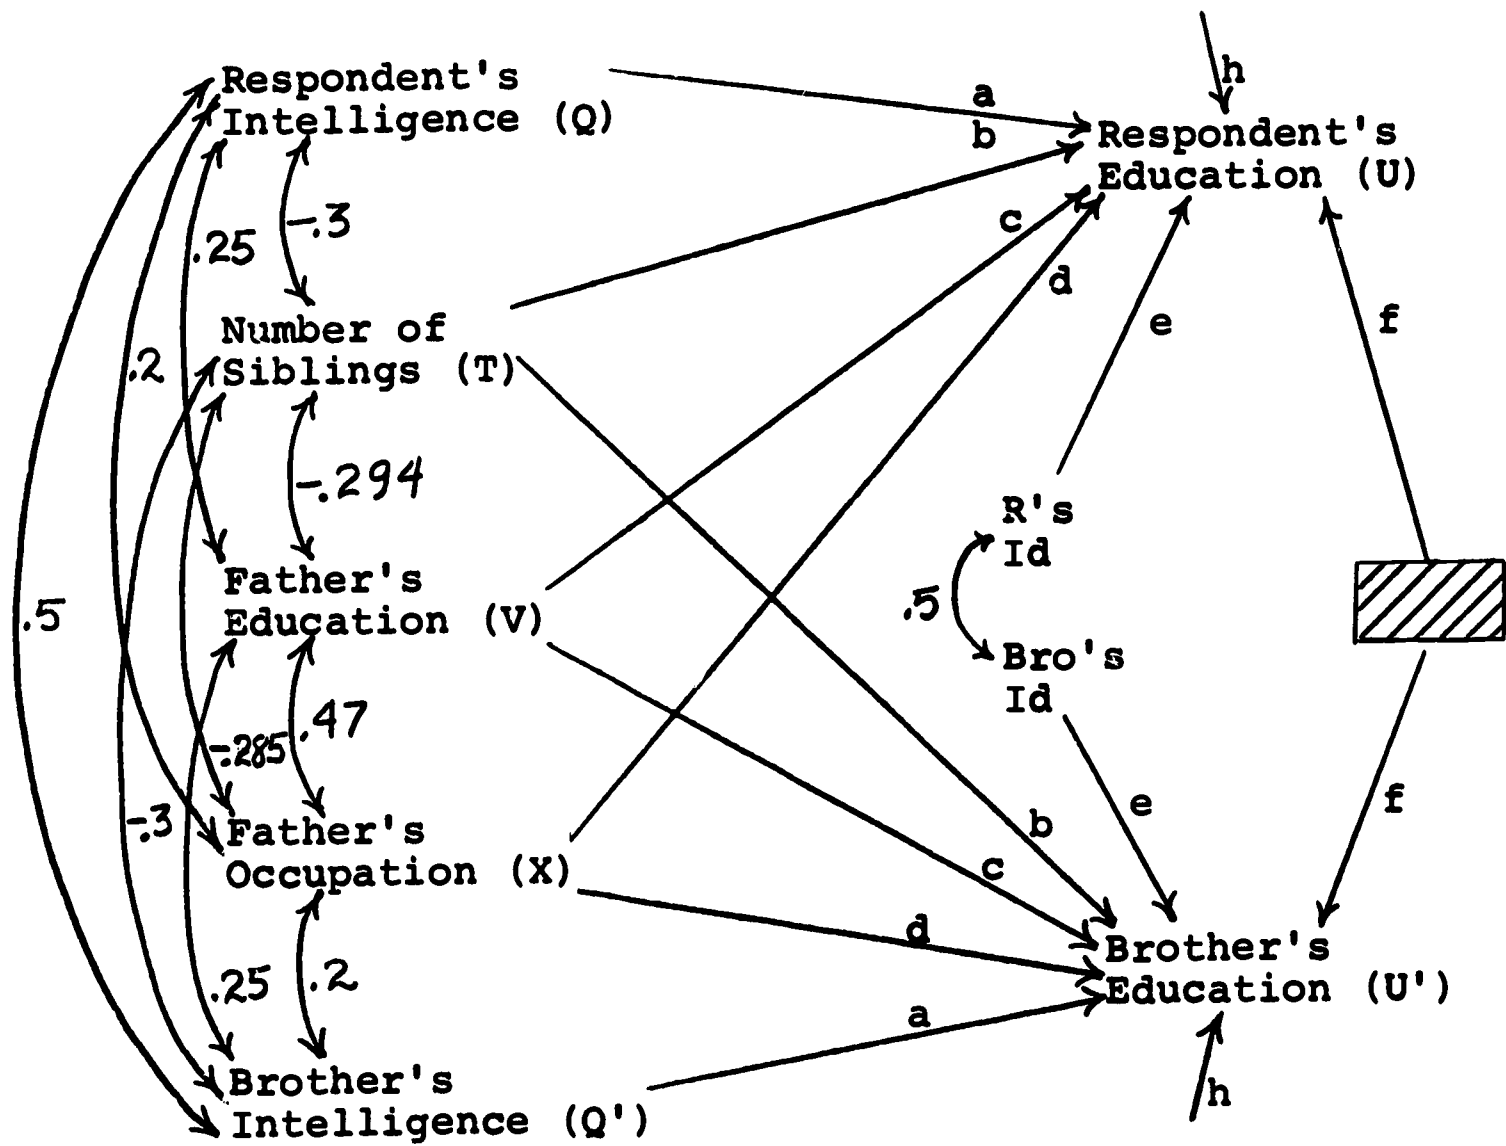 h
Respondent's
Intelligence (Q)
a
b
Respondent's
Education (U)
-.3
.25
c
d
Number of
Siblings (T)
.2
e
f
-.294
R's
Id
Father's
Education (V)
.5
.5
Bro's
Id
.47
-.285
-.3
Father's
Occupation (X)
b
e
f
c
d
Brother's
Education (U')
.25
.2
a
Brother's
Intelligence (Q')
h